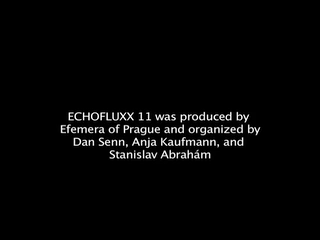 ECHOFLUXX 11 was produced by
Efemera of Prague and organized by
Dan Senn, Anja Kaufmann, and
Stanislav Abrahám